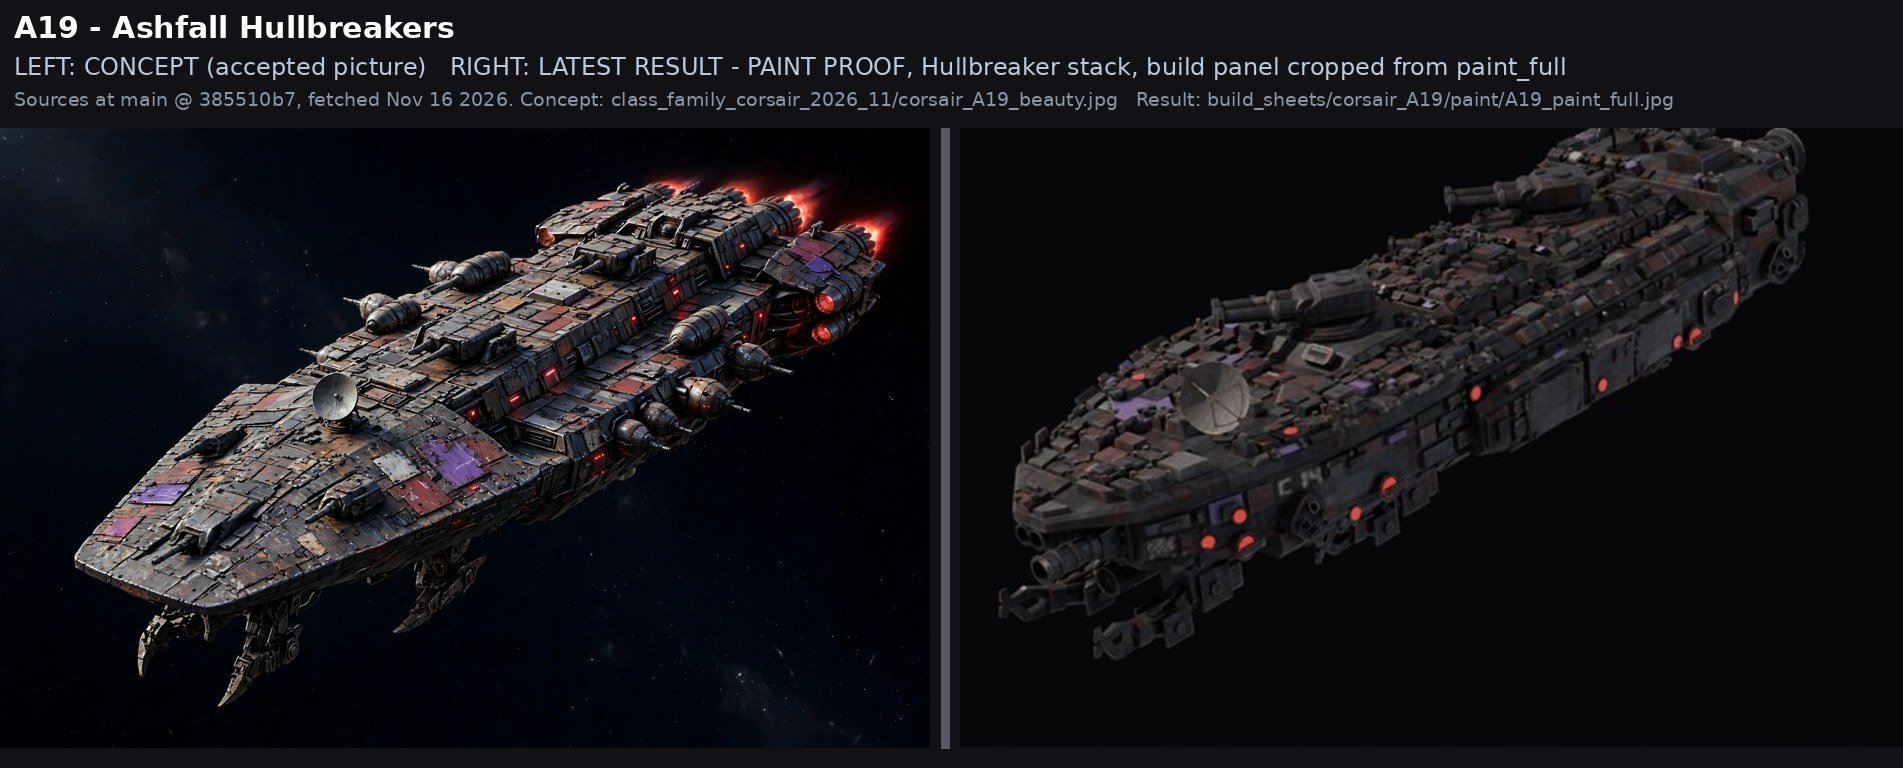 A19 - Ashfall Hullbreakers
LEFT: CONCEPT (accepted picture) RIGHT: LATEST RESULT - PAINT PROOF, Hullbreaker stack, build panel cropped from paint_full
Sources at main @ 385510b7, fetched Nov 16 2026. Concept: class_family_corsair_2026_11/corsair_A19_beauty.jpg Result: build_sheets/corsair_A19/paint/A19_paint_full.jpg